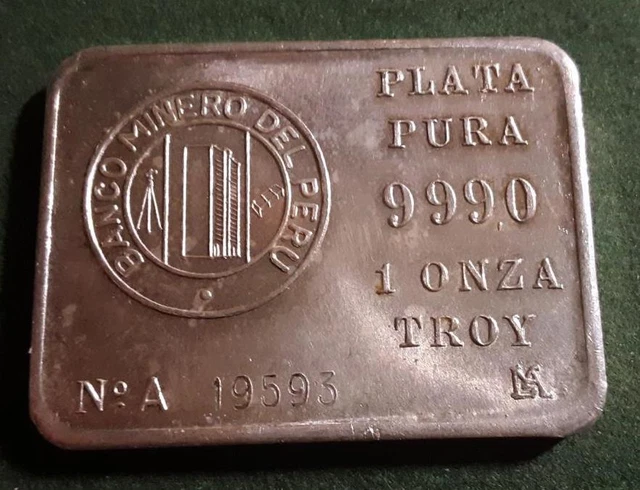 BANCO MINERO DEL PERU
PLATA
PURA
9990
1 ONZA
TROY
Nº A 19593